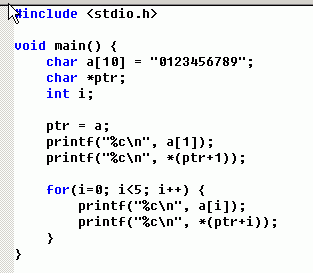 #include <stdio.h>
void main() {
    char a[10] = "0123456789";
    char *ptr;
    int i;
    ptr = a;
    printf("%c\n", a[1]);
    printf("%c\n", *(ptr+1));
    for(i=0; i<5; i++) {
        printf("%c\n", a[i]);
        printf("%c\n", *(ptr+i));
    }
}